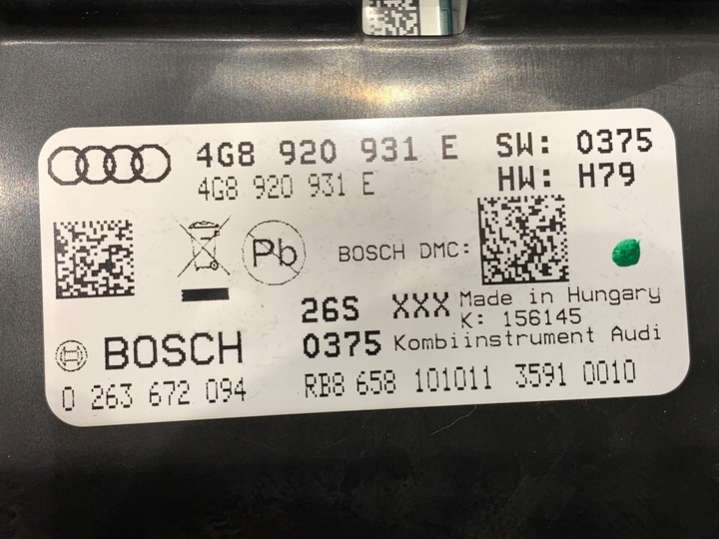 4G8 920 931 E SW: 0375
4G8 920 931 E HW: H79
Pb BOSCH DMC:
26S XXX Made in Hungary
K: 156145
BOSCH 0375 Kombiinstrument Audi
0 263 672 094 RB8 658 101011 3591 0010